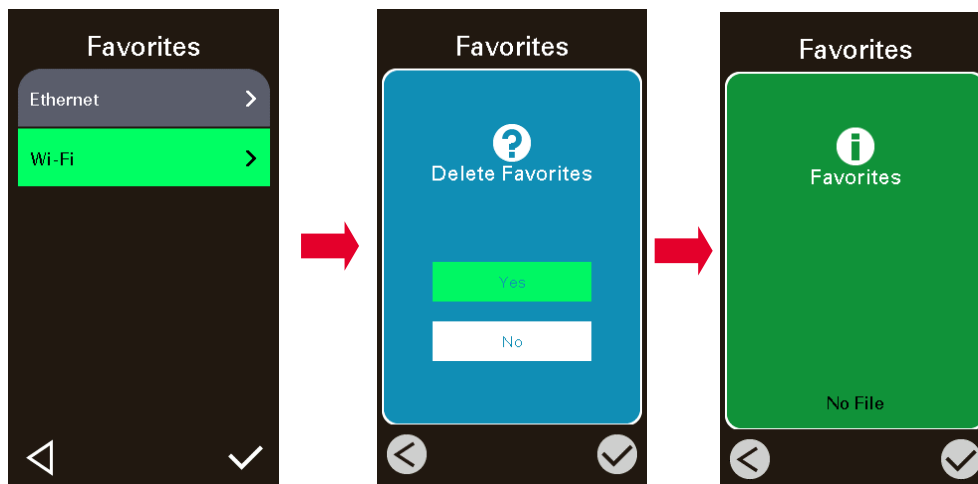 Favorites
Ethernet
Wi-Fi
Favorites
Delete Favorites
Yes
No
Favorites
Favorites
No File